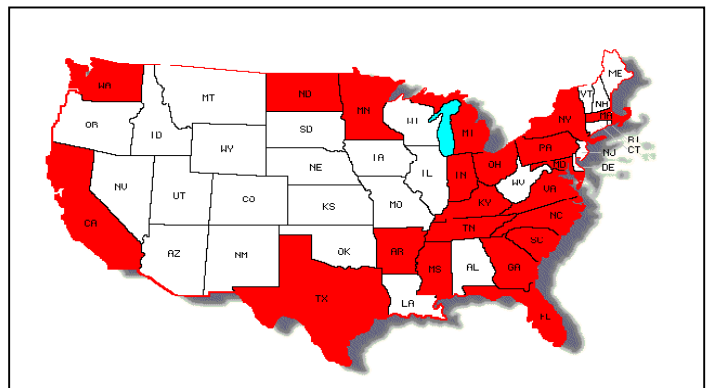 WA
MT
ND
MN
ME
VT
NH
OR
ID
SD
WI
MI
NY
MA
WY
IA
PA
RI
CT
NJ
NE
IL
IN
OH
MD
DE
NV
UT
CO
KS
MO
WV
VA
KY
CA
NC
TN
AZ
NM
OK
AR
SC
MS
AL
GA
TX
LA
FL